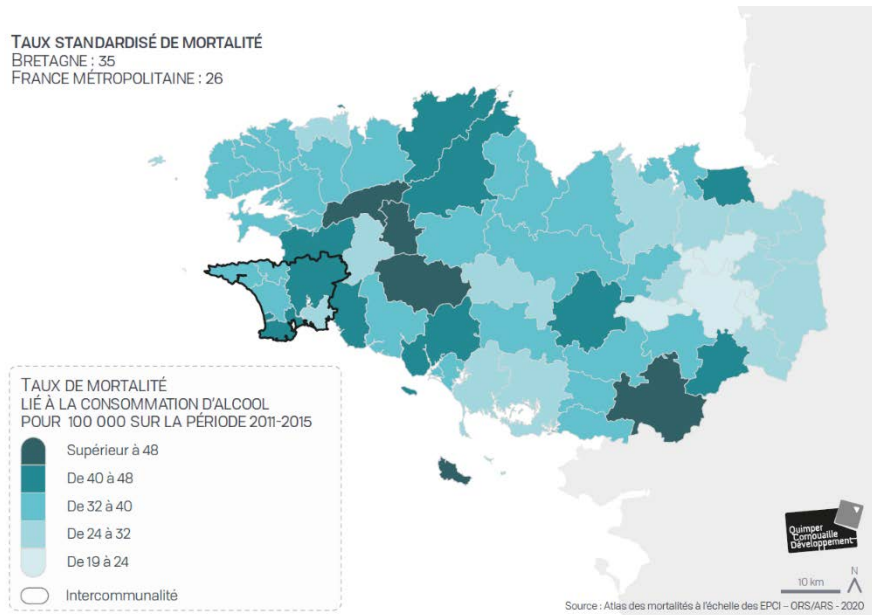 TAUX STANDARDISÉ DE MORTALITÉ
BRETAGNE : 35
FRANCE MÉTROPOLITAINE : 26
TAUX DE MORTALITÉ
LIÉ À LA CONSOMMATION D'ALCOOL
POUR 100 000 SUR LA PÉRIODE 2011-2015
Supérieur à 48
De 40 à 48
De 32 à 40
De 24 à 32
De 19 à 24
Intercommunalité
Quimper
Cornouaille
Développement
N
10 km
Source : Atlas des mortalités à l'échelle des EPCI – ORS/ARS - 2020